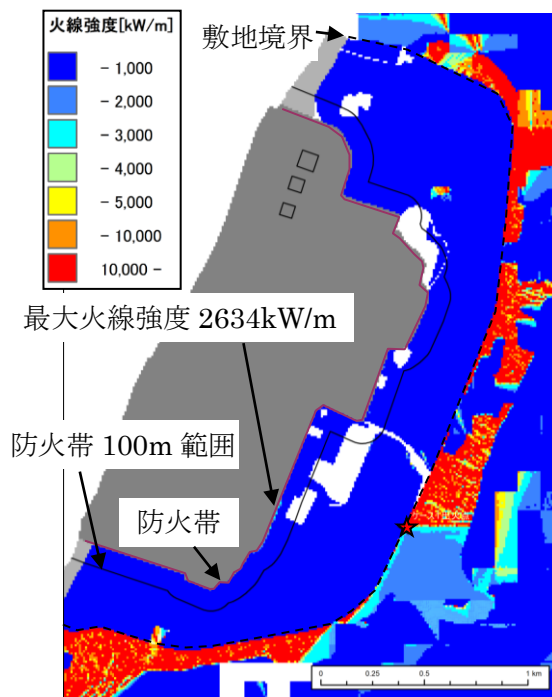 火線強度[kW/m]
- 1,000
- 2,000
- 3,000
- 4,000
- 5,000
- 10,000
10,000 -
敷地境界
最大火線強度 2634kW/m
防火帯 100m 範囲
防火帯
0 0.25 0.5 1 km